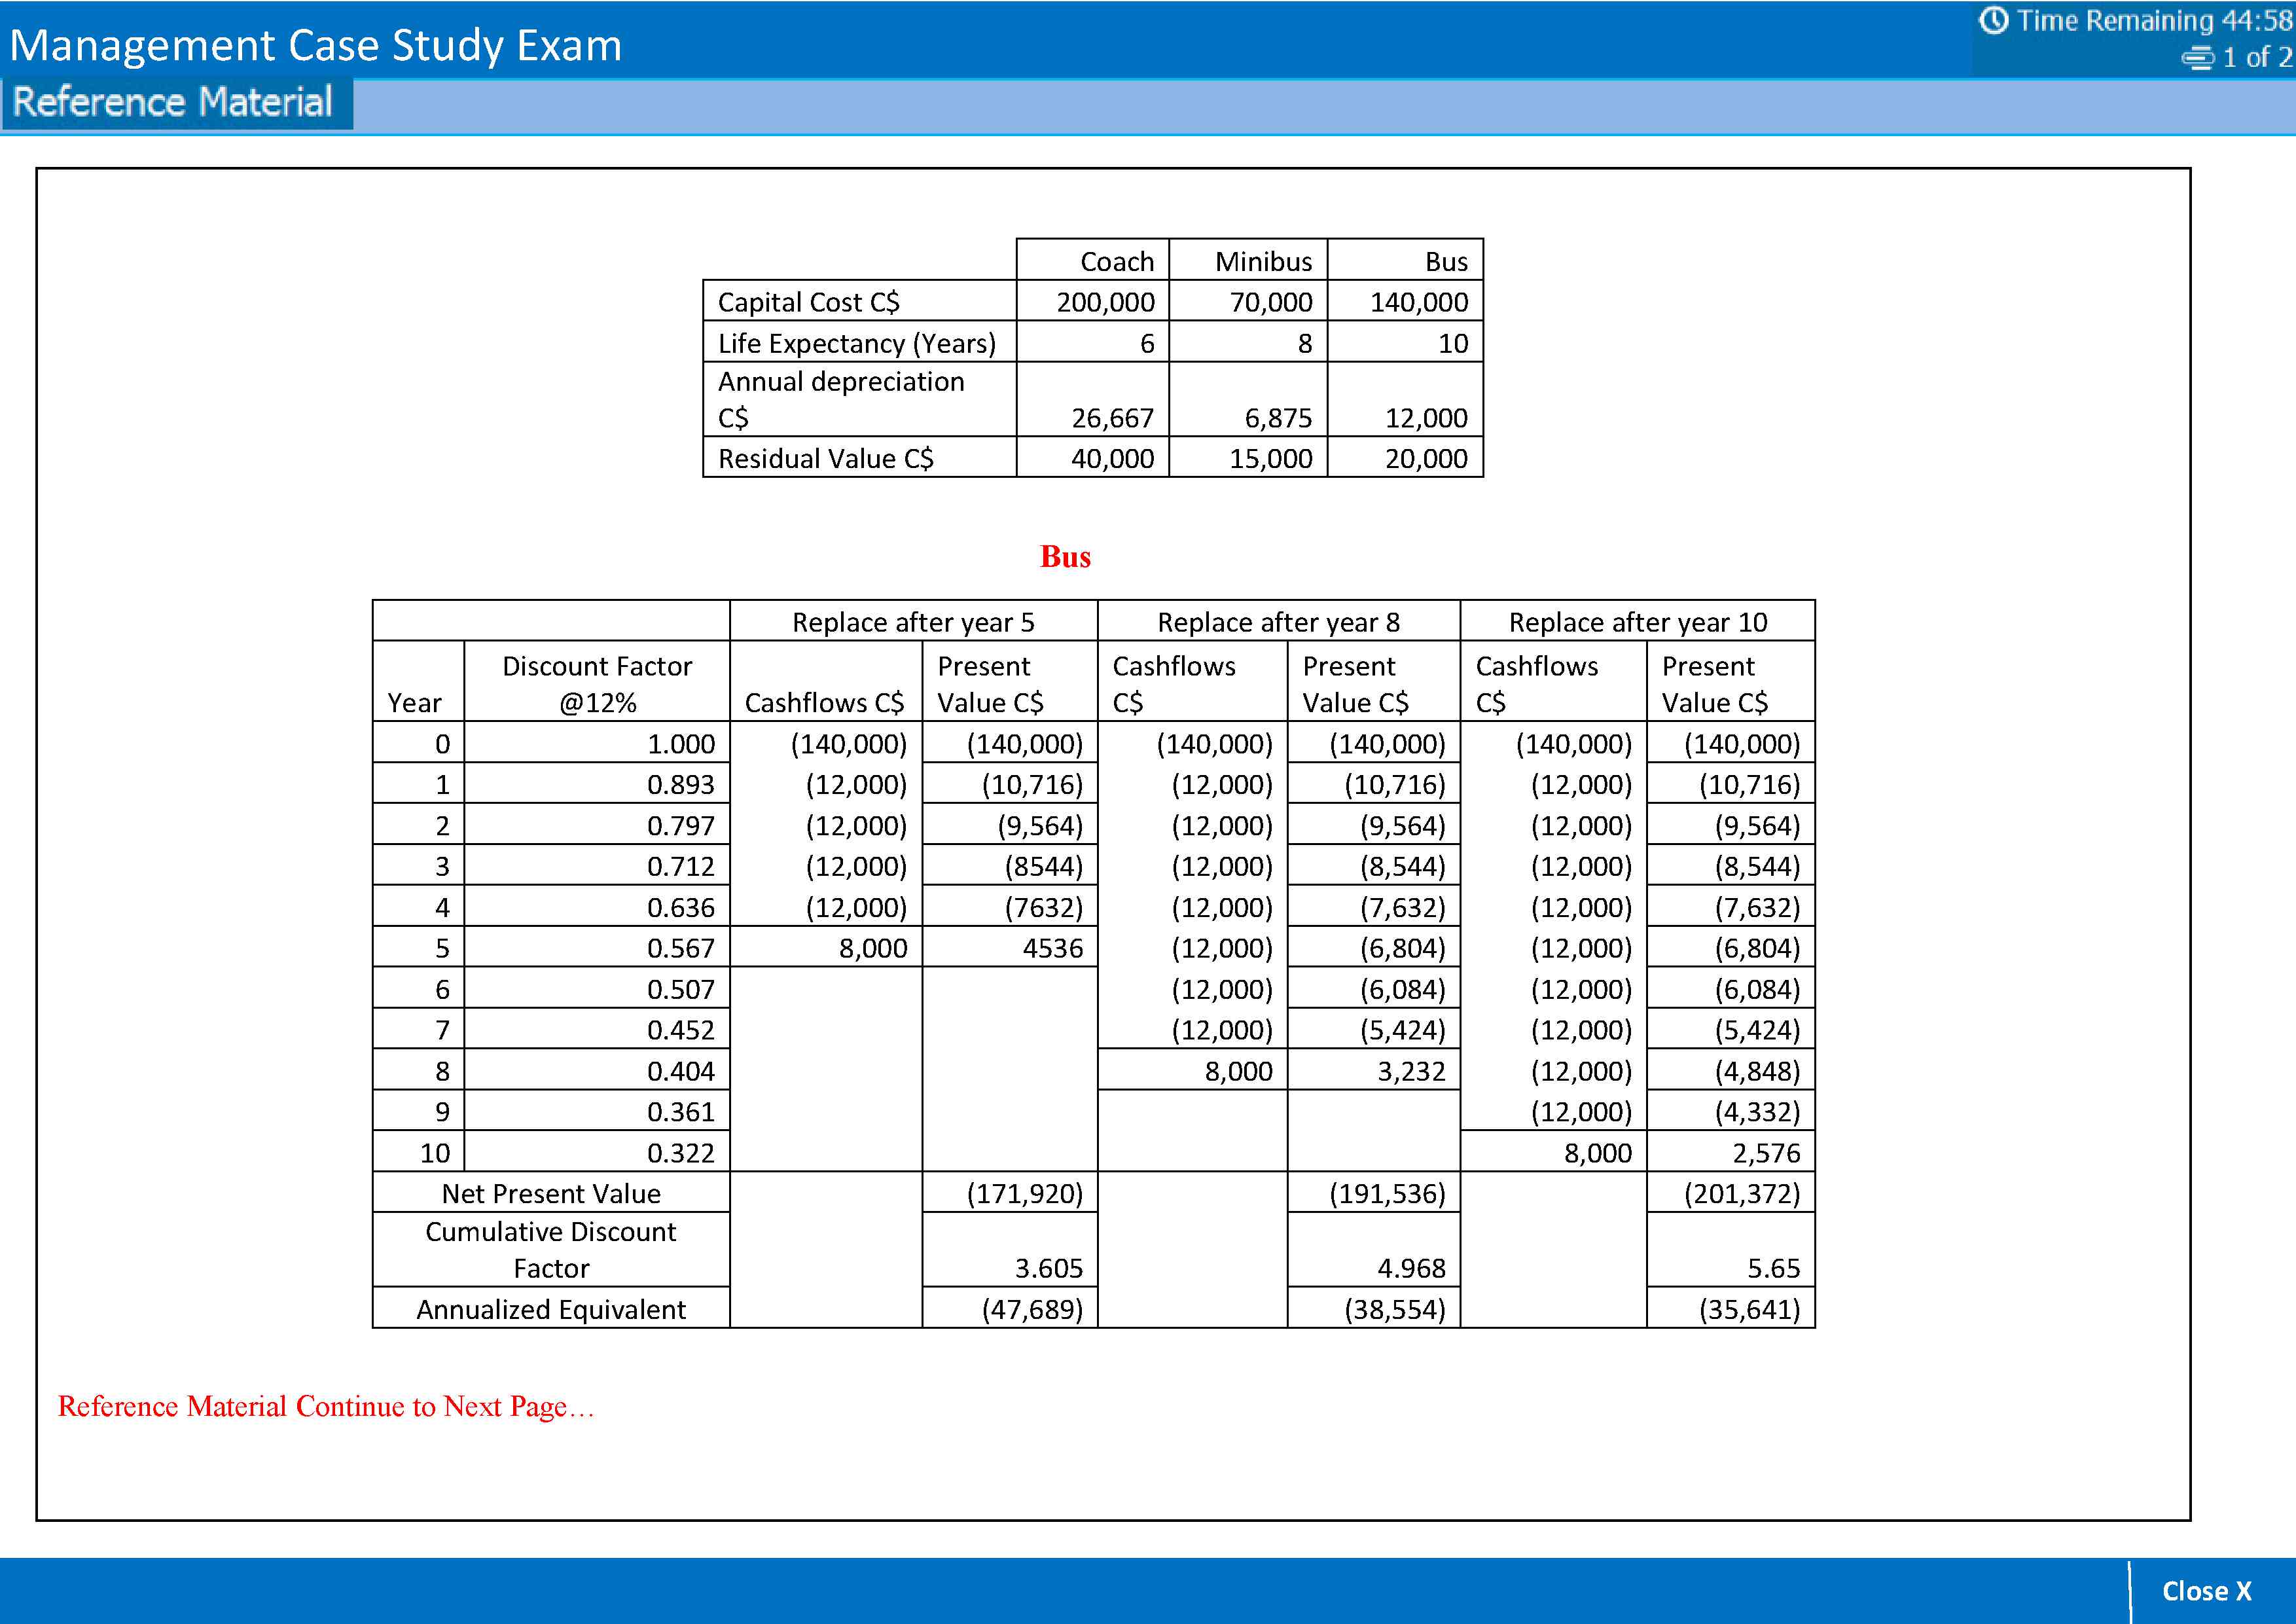 Management Case Study Exam
Time Remaining 44:58
1 of 2
Reference Material
Coach Minibus Bus
Capital Cost C$ 200,000 70,000 140,000
Life Expectancy (Years) 6 8 10
Annual depreciation
C$ 26,667 6,875 12,000
Residual Value C$ 40,000 15,000 20,000
Bus
Replace after year 5 Replace after year 8 Replace after year 10
Discount Factor Present Cashflows Present Cashflows Present
Year @12% Cashflows C$ Value C$ C$ Value C$ C$ Value C$
0 1.000 (140,000) (140,000) (140,000) (140,000) (140,000) (140,000)
1 0.893 (12,000) (10,716) (12,000) (10,716) (12,000) (10,716)
2 0.797 (12,000) (9,564) (12,000) (9,564) (12,000) (9,564)
3 0.712 (12,000) (8544) (12,000) (8,544) (12,000) (8,544)
4 0.636 (12,000) (7632) (12,000) (7,632) (12,000) (7,632)
5 0.567 8,000 4536 (12,000) (6,804) (12,000) (6,804)
6 0.507 (12,000) (6,084) (12,000) (6,084)
7 0.452 (12,000) (5,424) (12,000) (5,424)
8 0.404 8,000 3,232 (12,000) (4,848)
9 0.361 (12,000) (4,332)
10 0.322 8,000 2,576
Net Present Value (171,920) (191,536) (201,372)
Cumulative Discount
Factor 3.605 4.968 5.65
Annualized Equivalent (47,689) (38,554) (35,641)
Reference Material Continue to Next Page…
Close X